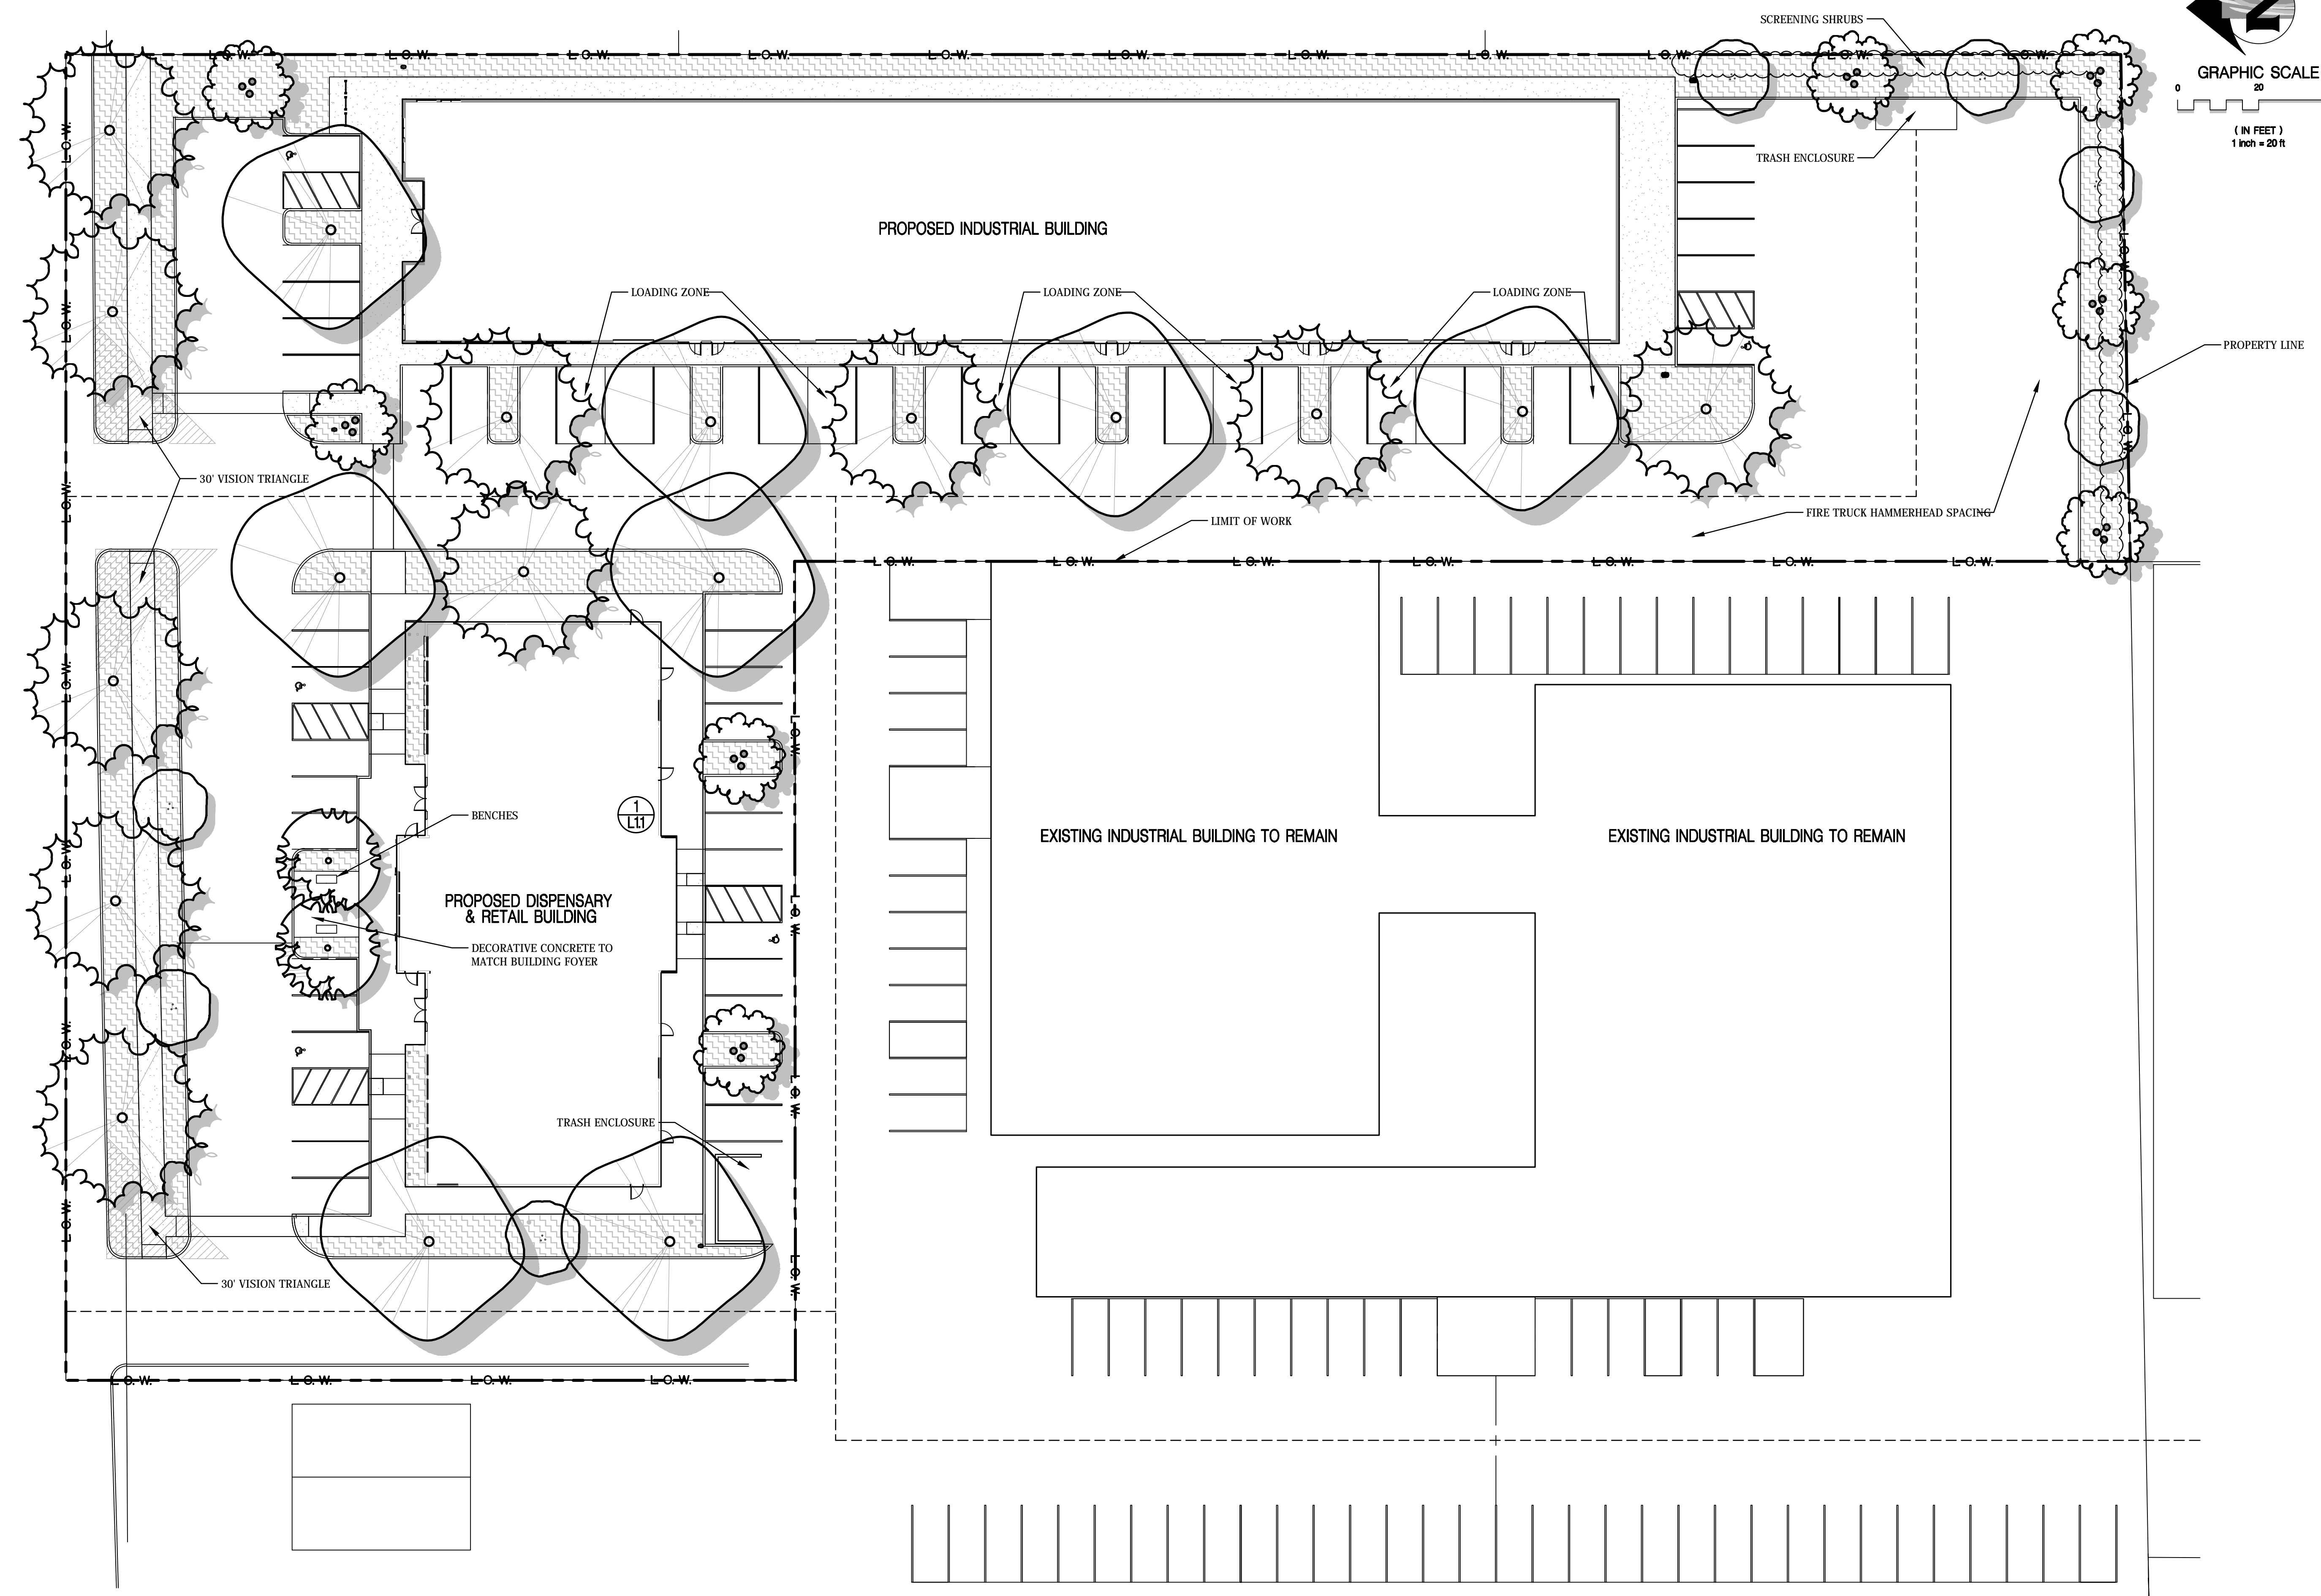 SCREENING SHRUBS
L.O.W. L.O.W. L.O.W. L.O.W. L.O.W. L.O.W. L.O.W. L.O.W. L.O.W. L.O.W. L.O.W.
N
GRAPHIC SCALE
0 20
( IN FEET )
1 inch = 20 ft
TRASH ENCLOSURE
L.O.W.
PROPOSED INDUSTRIAL BUILDING
L.O.W.
LOADING ZONE
LOADING ZONE
LOADING ZONE
L.O.W.
PROPERTY LINE
L.O.W.
30' VISION TRIANGLE
L.O.W.
LIMIT OF WORK
FIRE TRUCK HAMMERHEAD SPACING
L.O.W. L.O.W. L.O.W. L.O.W. L.O.W. L.O.W. L.O.W.
L.O.W.
L.O.W.
1
L1.1
BENCHES
EXISTING INDUSTRIAL BUILDING TO REMAIN
EXISTING INDUSTRIAL BUILDING TO REMAIN
L.O.W.
PROPOSED DISPENSARY
& RETAIL BUILDING
L.O.W.
DECORATIVE CONCRETE TO
MATCH BUILDING FOYER
L.O.W.
L.O.W.
TRASH ENCLOSURE
L.O.W.
L.O.W.
30' VISION TRIANGLE
L.O.W. L.O.W. L.O.W. L.O.W.